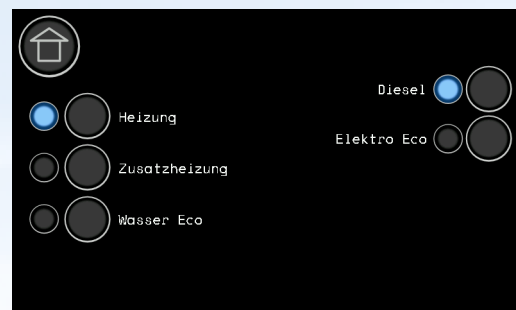 Diesel
Heizung
Elektro Eco
Zusatzheizung
Wasser Eco